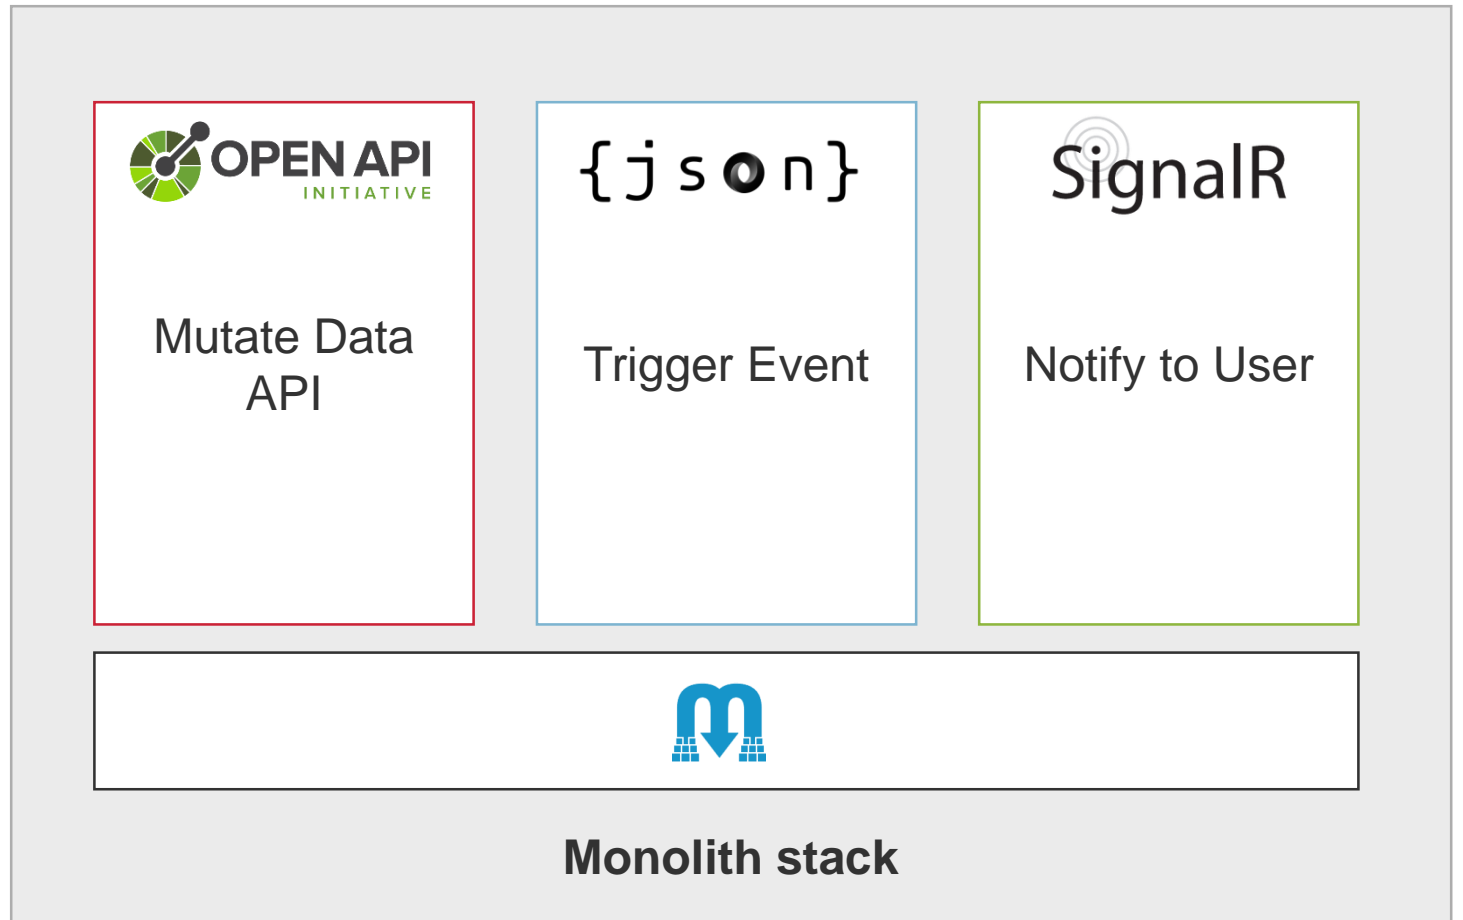 OPEN API
INITIATIVE
{json}
SignalR
Mutate Data
API
Trigger Event
Notify to User
Monolith stack